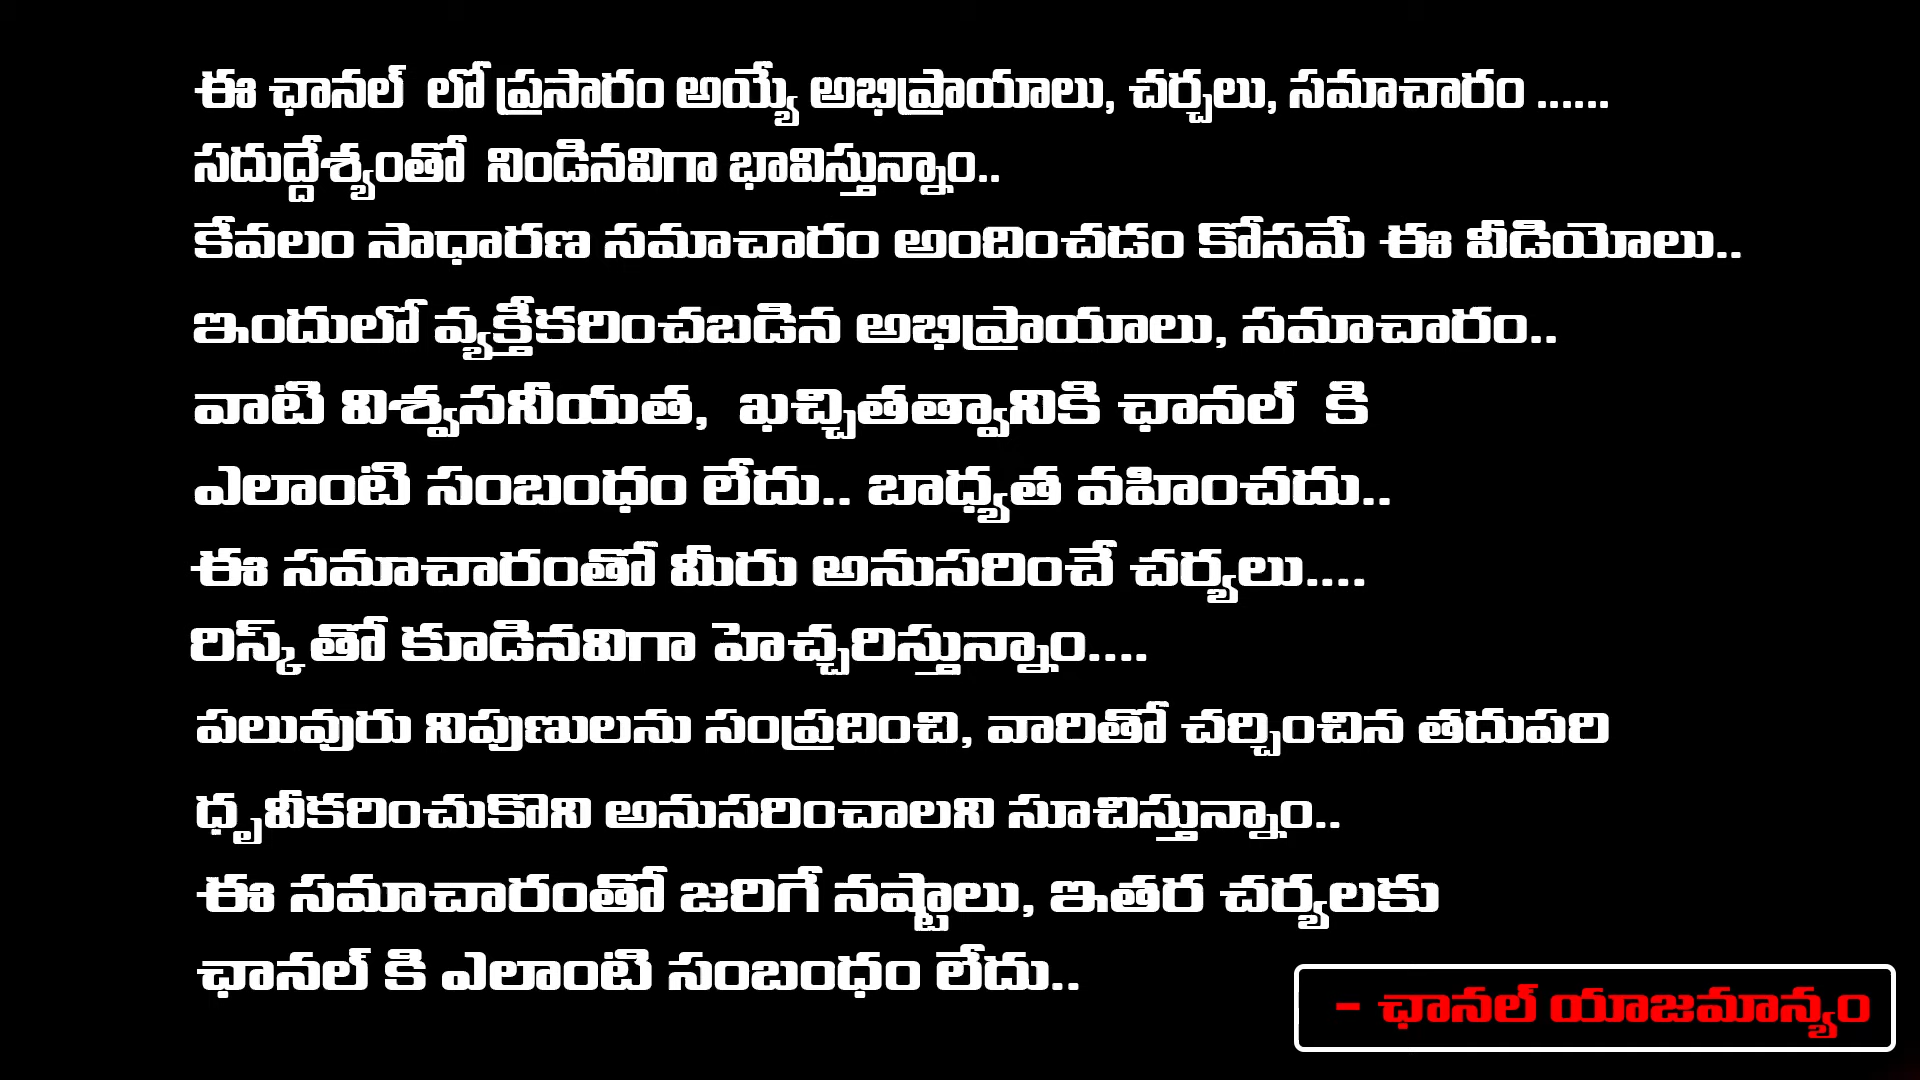 ఈ ఛానల్ లో ప్రసారం అయ్యే అభిప్రాయాలు, చర్చలు, సమాచారం ......
సదుద్దేశ్యంతో నిండినవిగా భావిస్తున్నాం..
కేవలం సాధారణ సమాచారం అందించడం కోసమే ఈ వీడియోలు..
ఇందులో వ్యక్తీకరించబడిన అభిప్రాయాలు, సమాచారం..
వాటి విశ్వసనీయత, ఖచ్చితత్వానికి ఛానల్ కి
ఎలాంటి సంబంధం లేదు.. బాధ్యత వహించదు..
ఈ సమాచారంతో మీరు అనుసరించే చర్యలు....
రిస్క్ తో కూడినవిగా హెచ్చరిస్తున్నాం....
పలువురు నిపుణులను సంప్రదించి, వారితో చర్చించిన తదుపరి
ధృవీకరించుకొని అనుసరించాలని సూచిస్తున్నాం..
ఈ సమాచారంతో జరిగే నష్టాలు, ఇతర చర్యలకు
ఛానల్ కి ఎలాంటి సంబంధం లేదు..
- ఛానల్ యాజమాన్యం